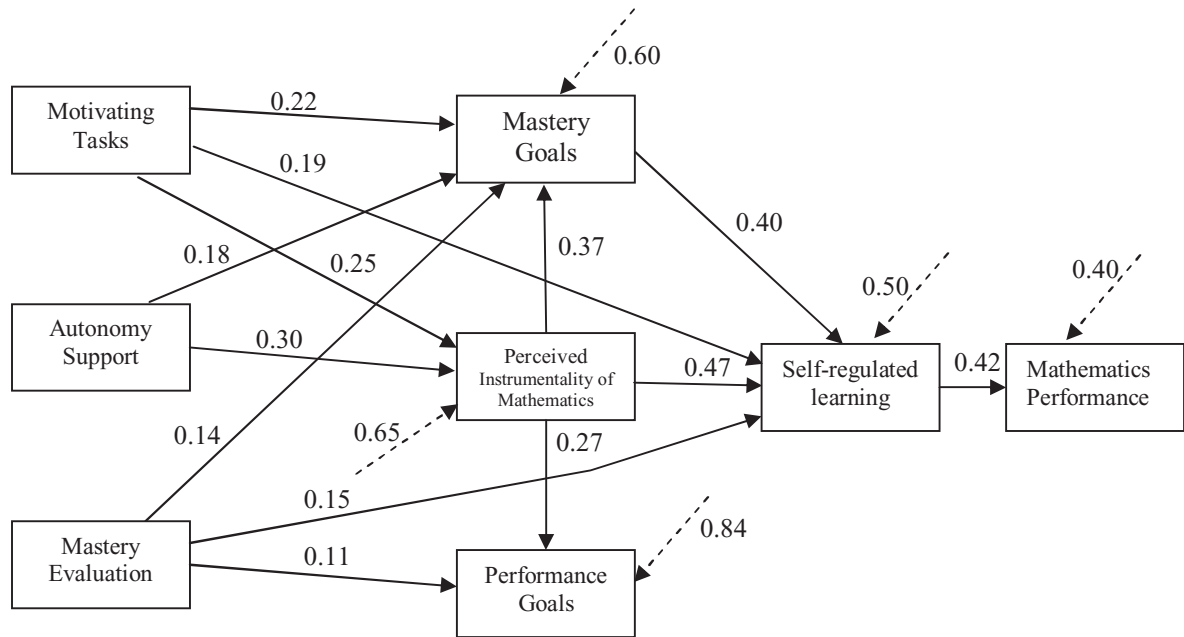 0.60
Motivating
Tasks
0.22
Mastery
Goals
0.19
0.40
0.18
0.25
0.37
0.50
0.40
Autonomy
Support
0.30
Perceived
Instrumentality of
Mathematics
0.47
Self-regulated
learning
0.42
Mathematics
Performance
0.14
0.65
0.27
0.15
0.84
Mastery
Evaluation
0.11
Performance
Goals